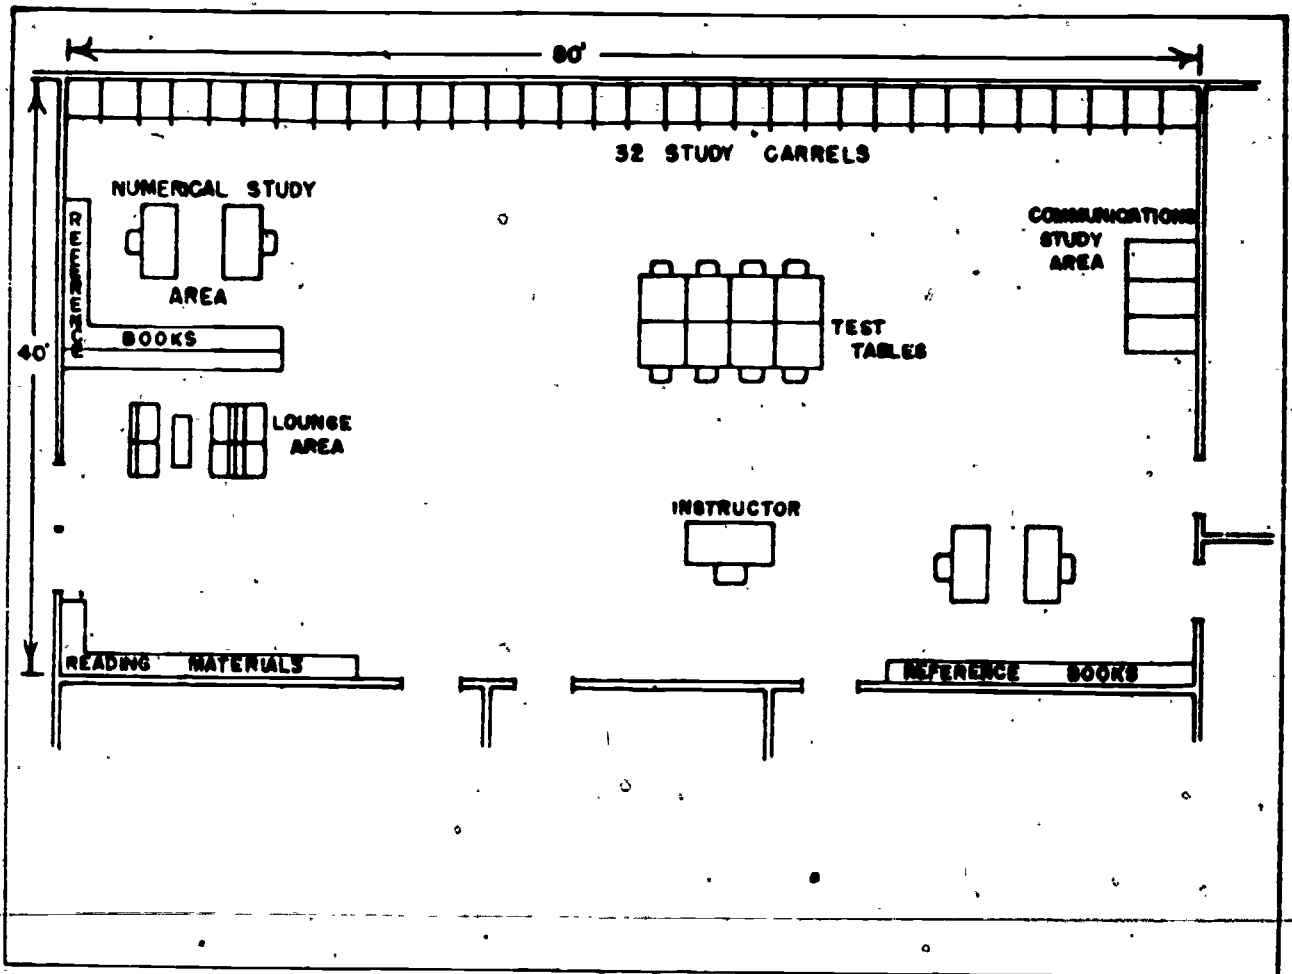 80'
32 STUDY CARRELS
NUMERICAL STUDY
AREA
REFERENCE
BOOKS
COMMUNICATIONS
STUDY
AREA
40'
TEST
TABLES
LOUNGE
AREA
INSTRUCTOR
READING MATERIALS
REFERENCE BOOKS